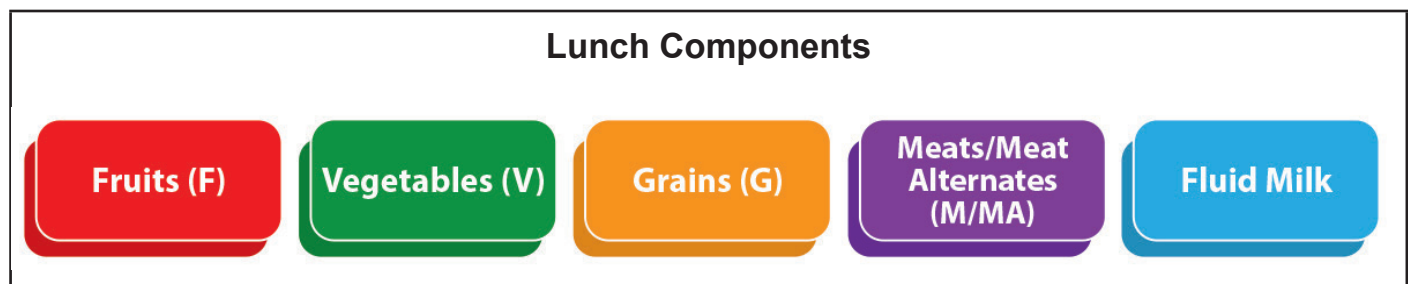 Lunch Components
Fruits (F)
Vegetables (V)
Grains (G)
Meats/Meat
Alternates
(M/MA)
Fluid Milk